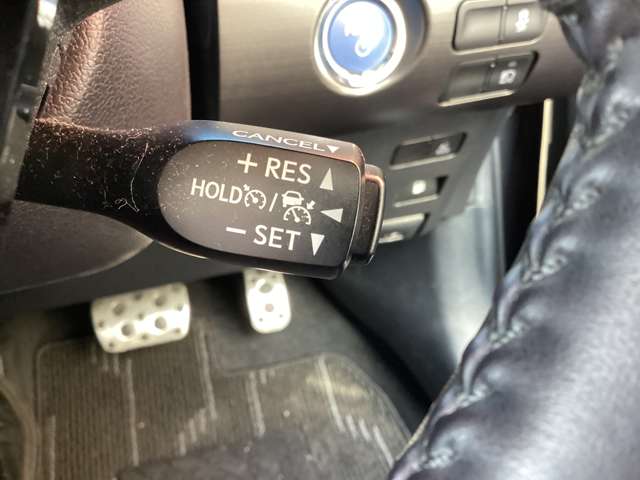 CANCEL▼
+ RES ▲
HOLD / ◀
− SET ▼